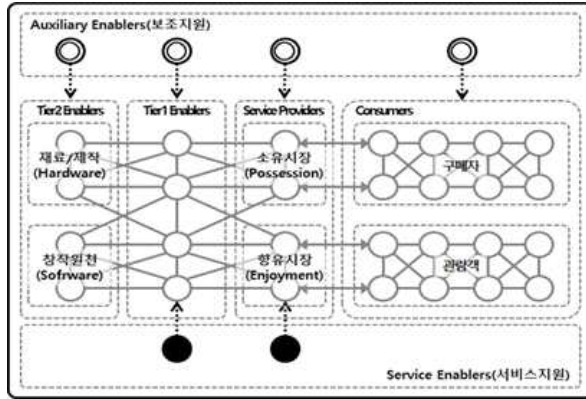 Auxiliary Enablers(보조지원)
Tier2 Enablers
Tier1 Enablers
Service Providers
Consumers
재료/제작
(Hardware)
소유시장
(Possession)
구매자
창작원천
(Sofrware)
향유시장
(Enjoyment)
관람객
Service Enablers(서비스지원)